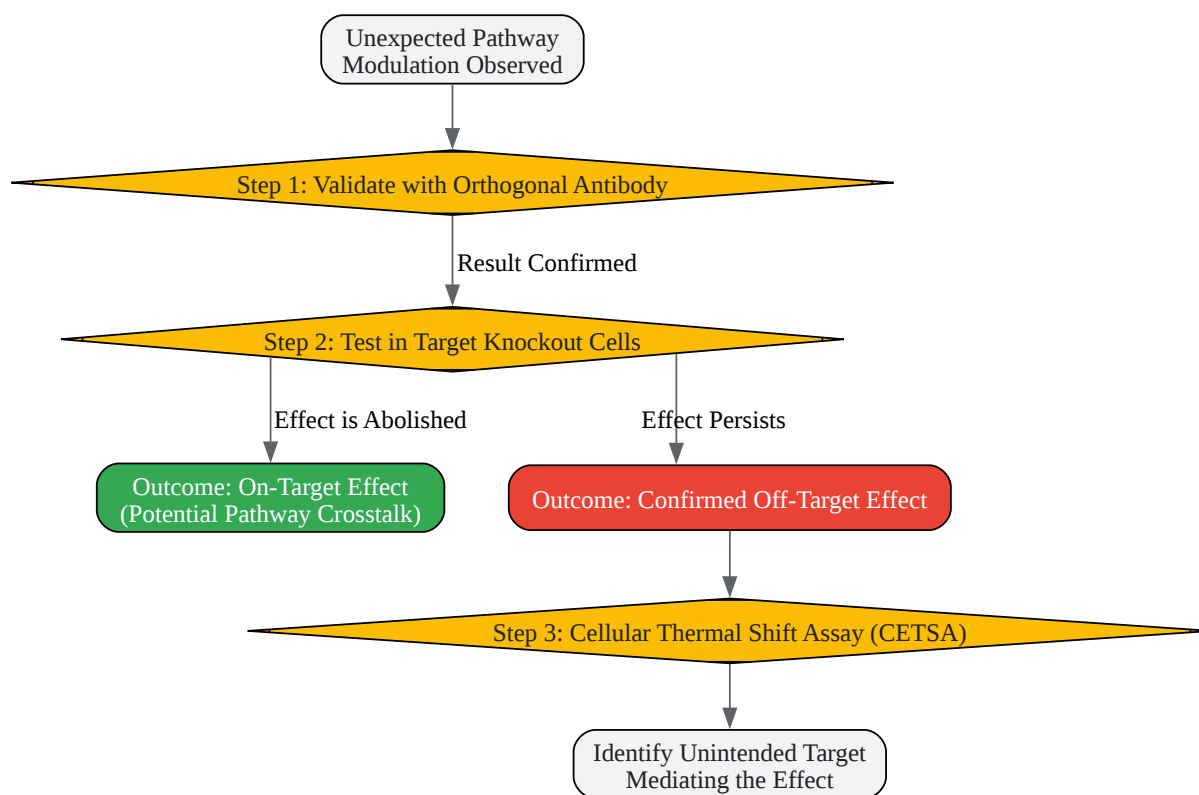 Unexpected Pathway
Modulation Observed
Step 1: Validate with Orthogonal Antibody
Result Confirmed
Step 2: Test in Target Knockout Cells
Effect is Abolished
Effect Persists
Outcome: On-Target Effect
(Potential Pathway Crosstalk)
Outcome: Confirmed Off-Target Effect
Step 3: Cellular Thermal Shift Assay (CETSA)
Identify Unintended Target
Mediating the Effect